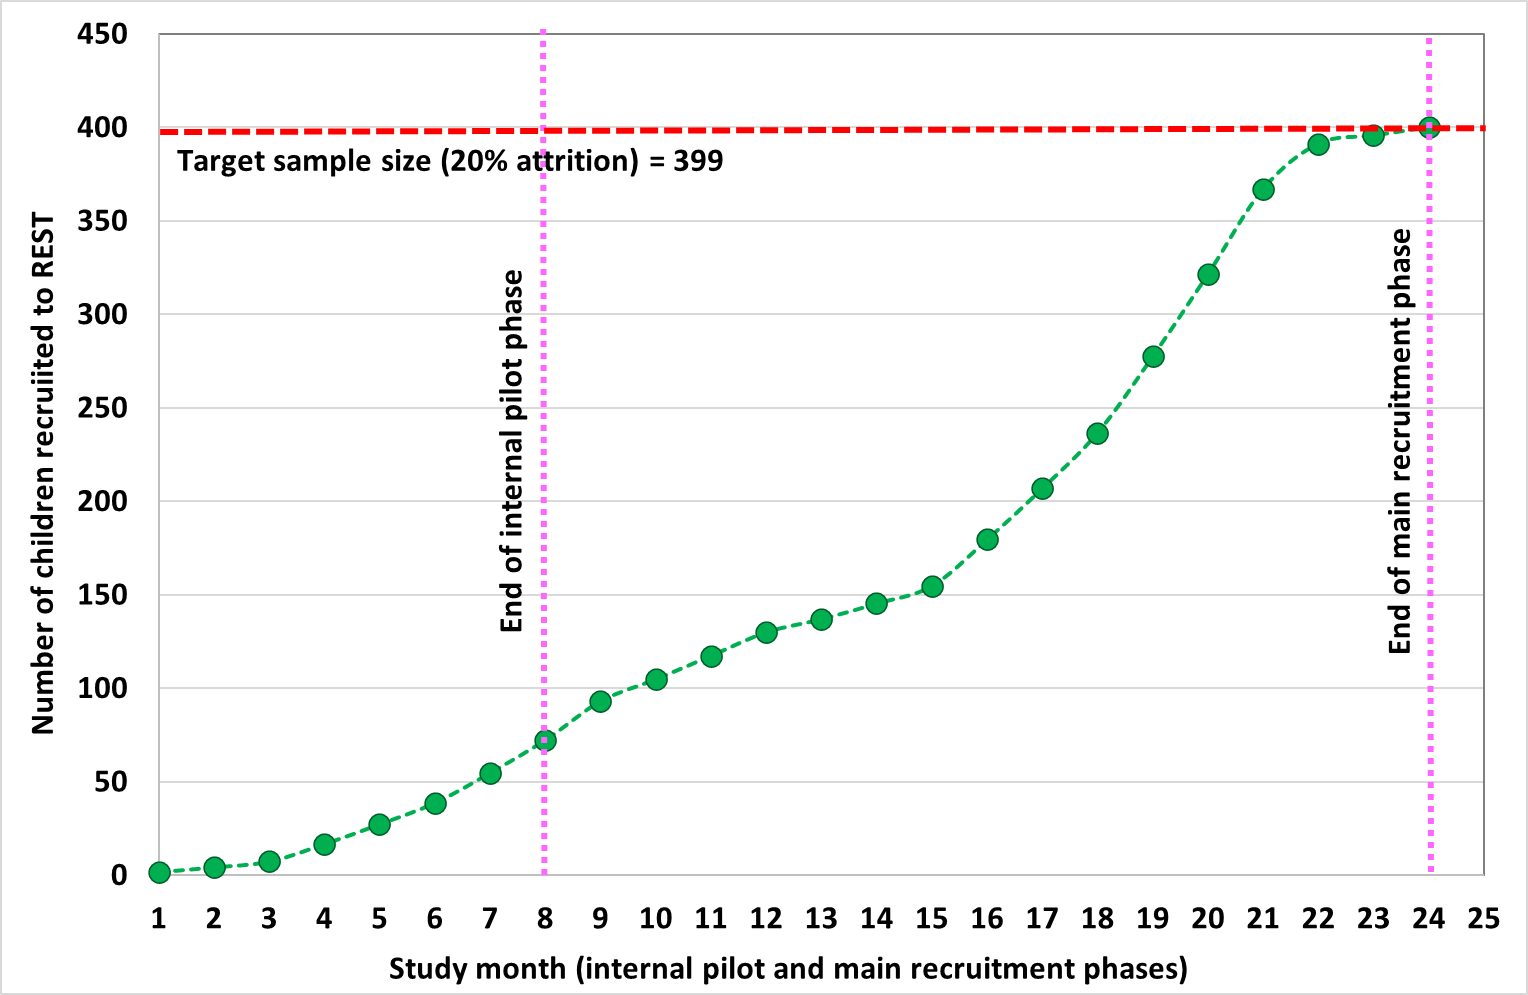 Number of children recruiited to REST
450
400
350
300
250
200
150
100
50
0
Target sample size (20% attrition) = 399
End of internal pilot phase
End of main recruitment phase
1 2 3 4 5 6 7 8 9 10 11 12 13 14 15 16 17 18 19 20 21 22 23 24 25
Study month (internal pilot and main recruitment phases)